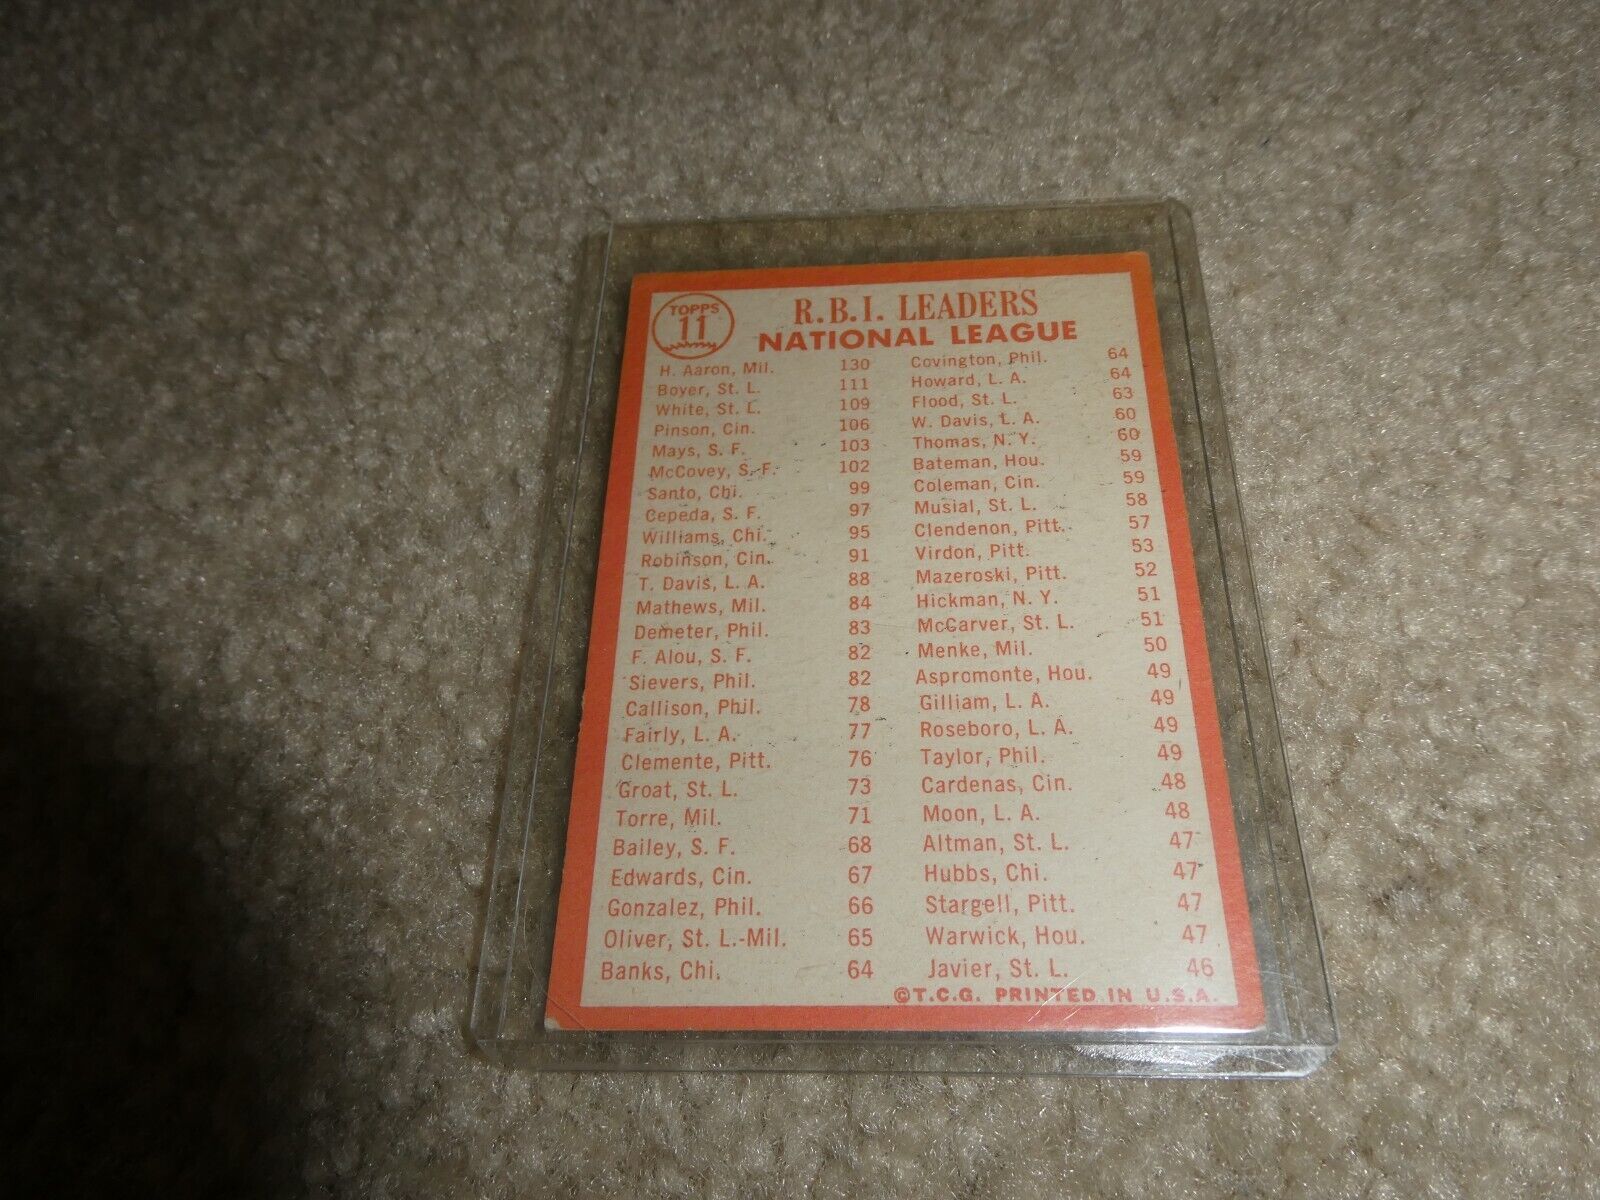 TOPPS
11
R.B.I. LEADERS
NATIONAL LEAGUE
H. Aaron, Mil. 130
Boyer, St. L. 111
White, St. L. 109
Pinson, Cin. 106
Mays, S. F. 103
McCovey, S. F. 102
Santo, Chi. 99
Cepeda, S. F. 97
Williams, Chi. 95
Robinson, Cin. 91
T. Davis, L. A. 88
Mathews, Mil. 84
Demeter, Phil. 83
F. Alou, S. F. 82
Sievers, Phil. 82
Callison, Phil. 78
Fairly, L. A. 77
Clemente, Pitt. 76
Groat, St. L. 73
Torre, Mil. 71
Bailey, S. F. 68
Edwards, Cin. 67
Gonzalez, Phil. 66
Oliver, St. L.-Mil. 65
Banks, Chi. 64
Covington, Phil. 64
Howard, L. A. 64
Flood, St. L. 63
W. Davis, L. A. 60
Thomas, N. Y. 60
Bateman, Hou. 59
Coleman, Cin. 59
Musial, St. L. 58
Clendenon, Pitt. 57
Virdon, Pitt. 53
Mazeroski, Pitt. 52
Hickman, N. Y. 51
McCarver, St. L. 51
Menke, Mil. 50
Aspromonte, Hou. 49
Gilliam, L. A. 49
Roseboro, L. A. 49
Taylor, Phil. 49
Cardenas, Cin. 48
Moon, L. A. 48
Altman, St. L. 47
Hubbs, Chi. 47
Stargell, Pitt. 47
Warwick, Hou. 47
Javier, St. L. 46
©T.C.G. PRINTED IN U.S.A.